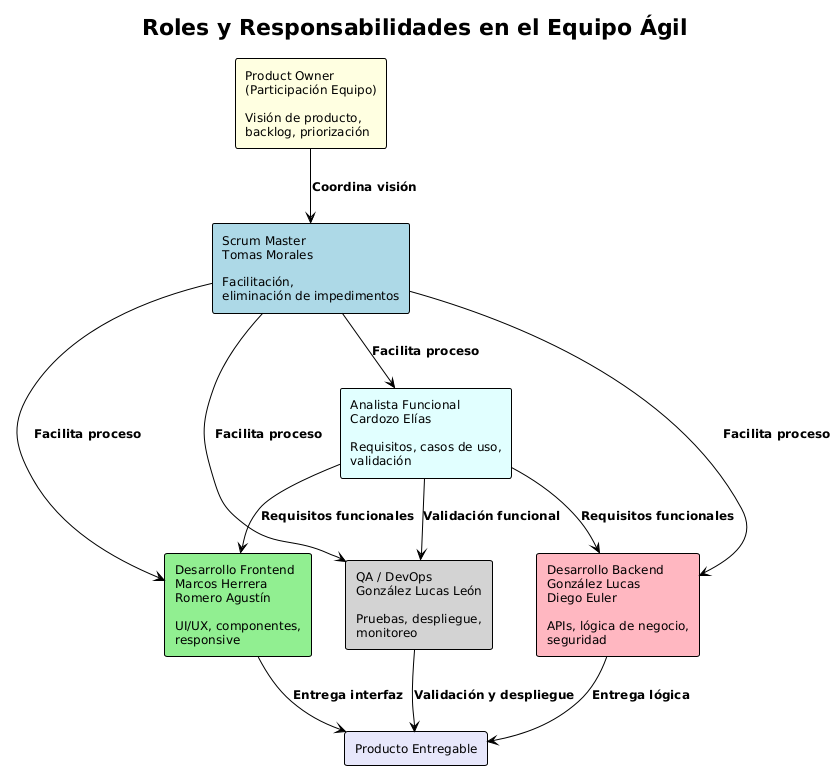 Roles y Responsabilidades en el Equipo Ágil
Product Owner
(Participación Equipo)
Visión de producto,
backlog, priorización
Coordina visión
Scrum Master
Tomas Morales
Facilitación,
eliminación de impedimentos
Facilita proceso
Analista Funcional
Cardozo Elías
Requisitos, casos de uso,
validación
Facilita proceso
Facilita proceso
Facilita proceso
Requisitos funcionales
Validación funcional
Requisitos funcionales
Desarrollo Frontend
Marcos Herrera
Romero Agustín
UI/UX, componentes,
responsive
QA / DevOps
González Lucas León
Pruebas, despliegue,
monitoreo
Desarrollo Backend
González Lucas
Diego Euler
APIs, lógica de negocio,
seguridad
Entrega interfaz
Validación y despliegue
Entrega lógica
Producto Entregable